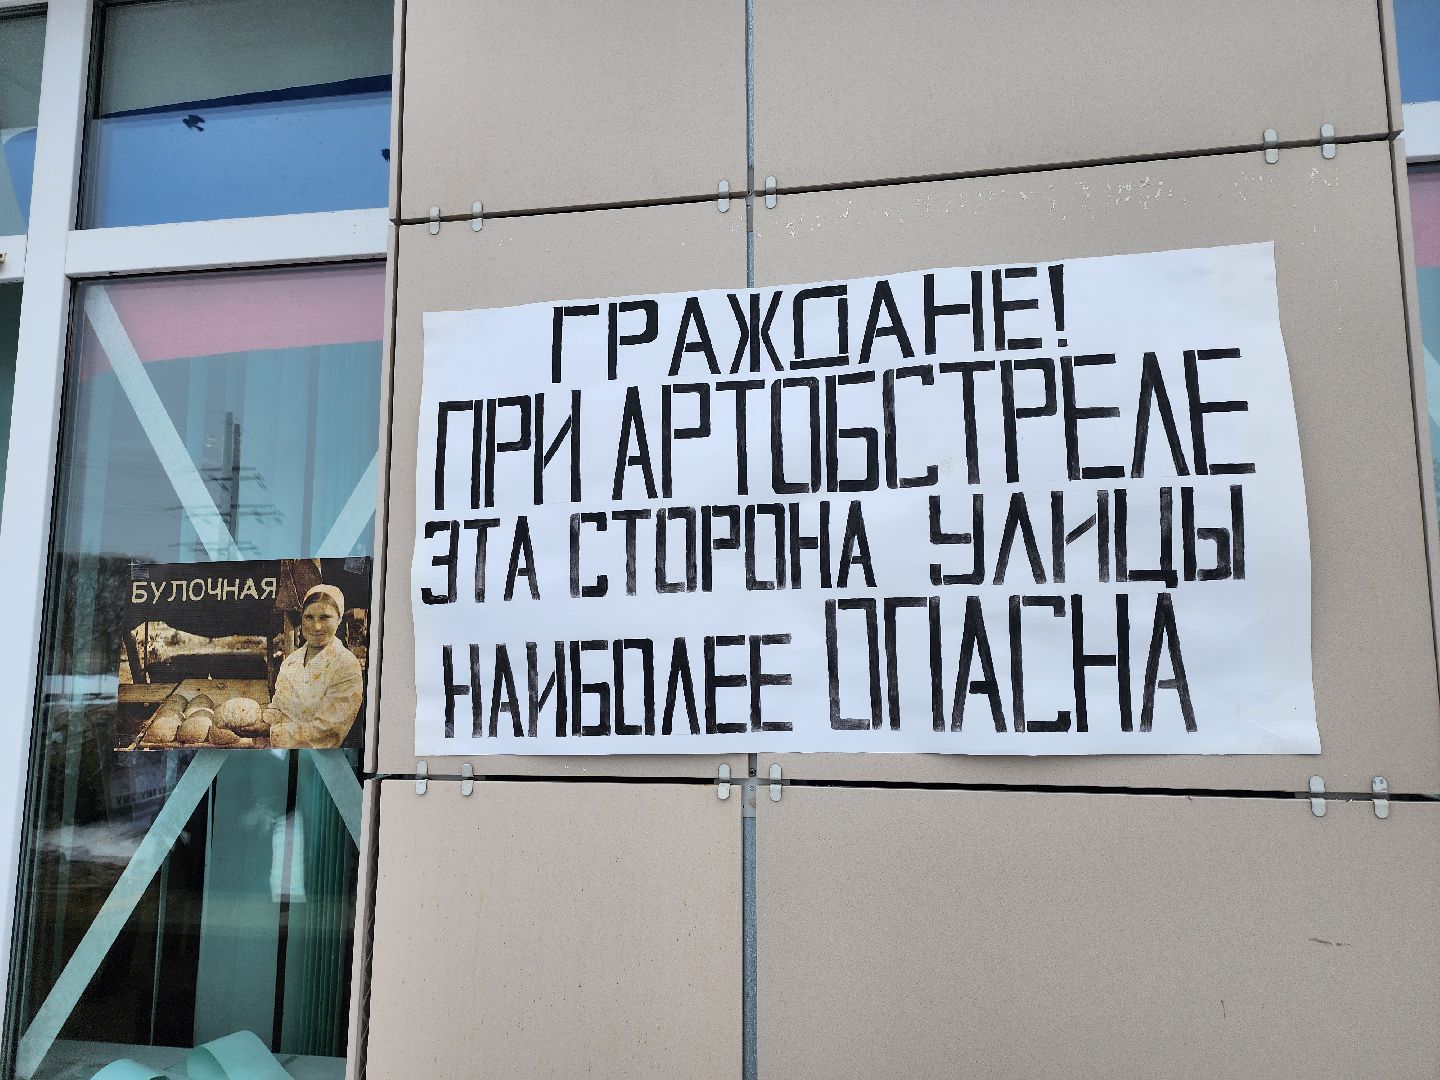 ГРАЖДАНЕ!
ПРИ АРТОБСТРЕЛЕ
ЭТА СТОРОНА УЛИЦЫ
НАИБОЛЕЕ ОПАСНА
БУЛОЧНАЯ